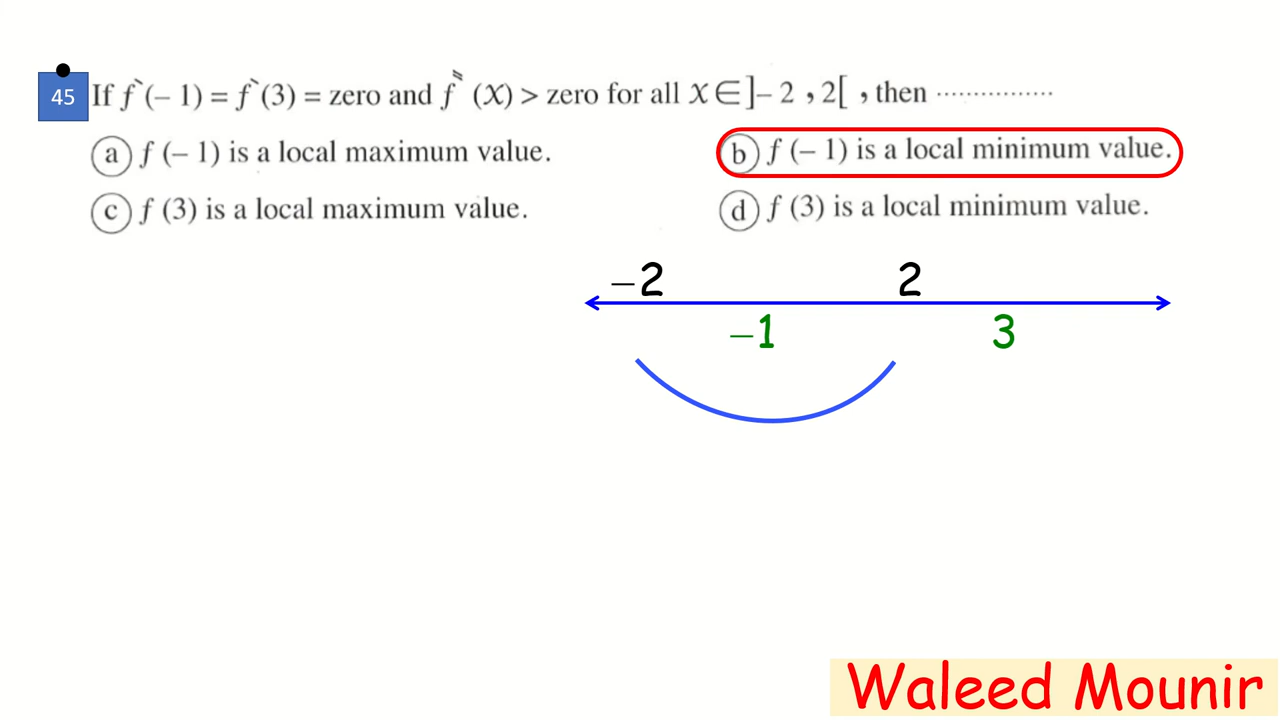 45 If f`(– 1) = f`(3) = zero and f`` (X) > zero for all X ∈ ]– 2 , 2[ , then ................
(a) f (– 1) is a local maximum value.
(b) f (– 1) is a local minimum value.
(c) f (3) is a local maximum value.
(d) f (3) is a local minimum value.
–2 2
–1 3
Waleed Mounir